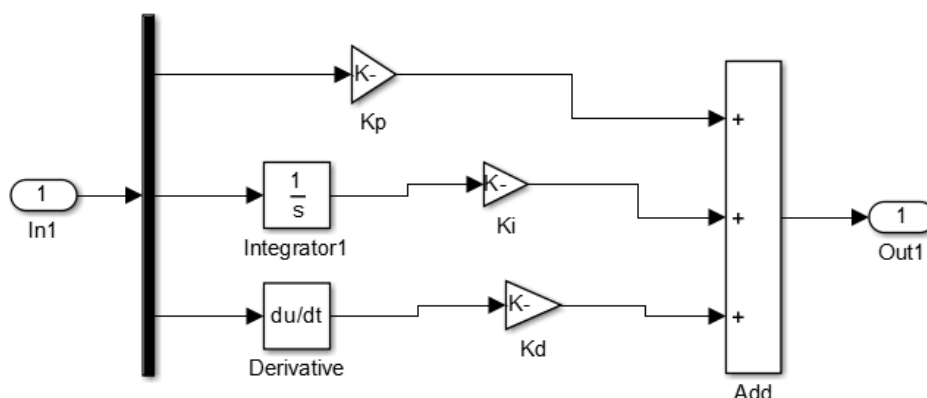 1
In1
-K-
Kp
1
s
Integrator1
K-
Ki
du/dt
Derivative
K-
Kd
+
+
+
Add
1
Out1